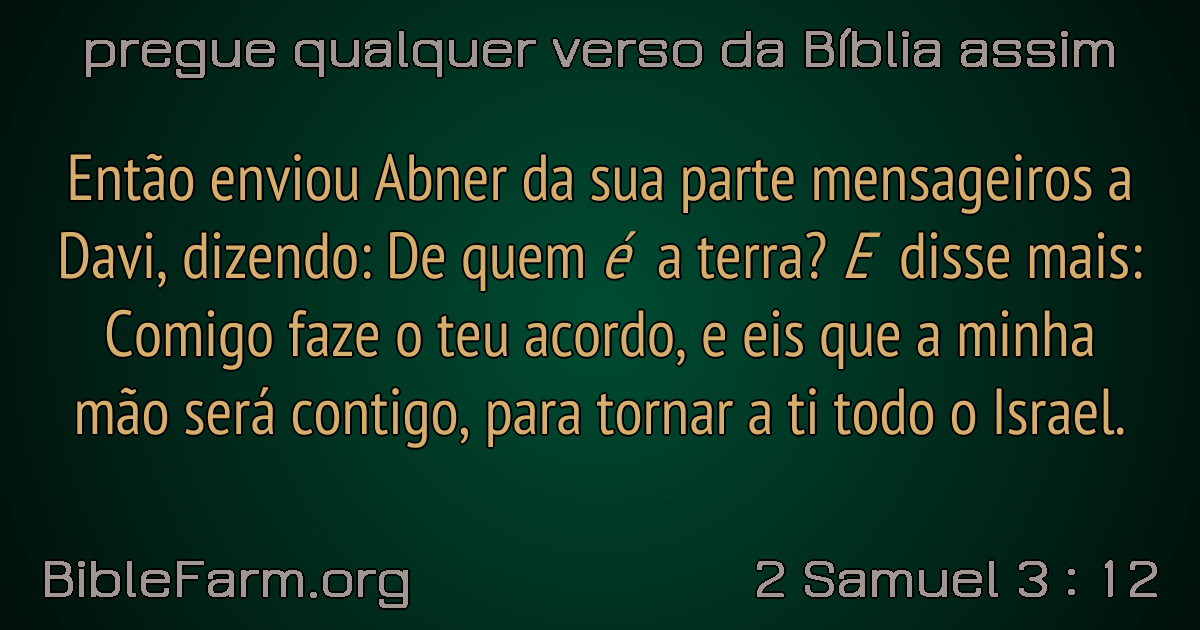 pregue qualquer verso da Bíblia assim
Então enviou Abner da sua parte mensageiros a
Davi, dizendo: De quem é a terra? E disse mais:
Comigo faze o teu acordo, e eis que a minha
mão será contigo, para tornar a ti todo o Israel.
BibleFarm.org
2 Samuel 3 : 12